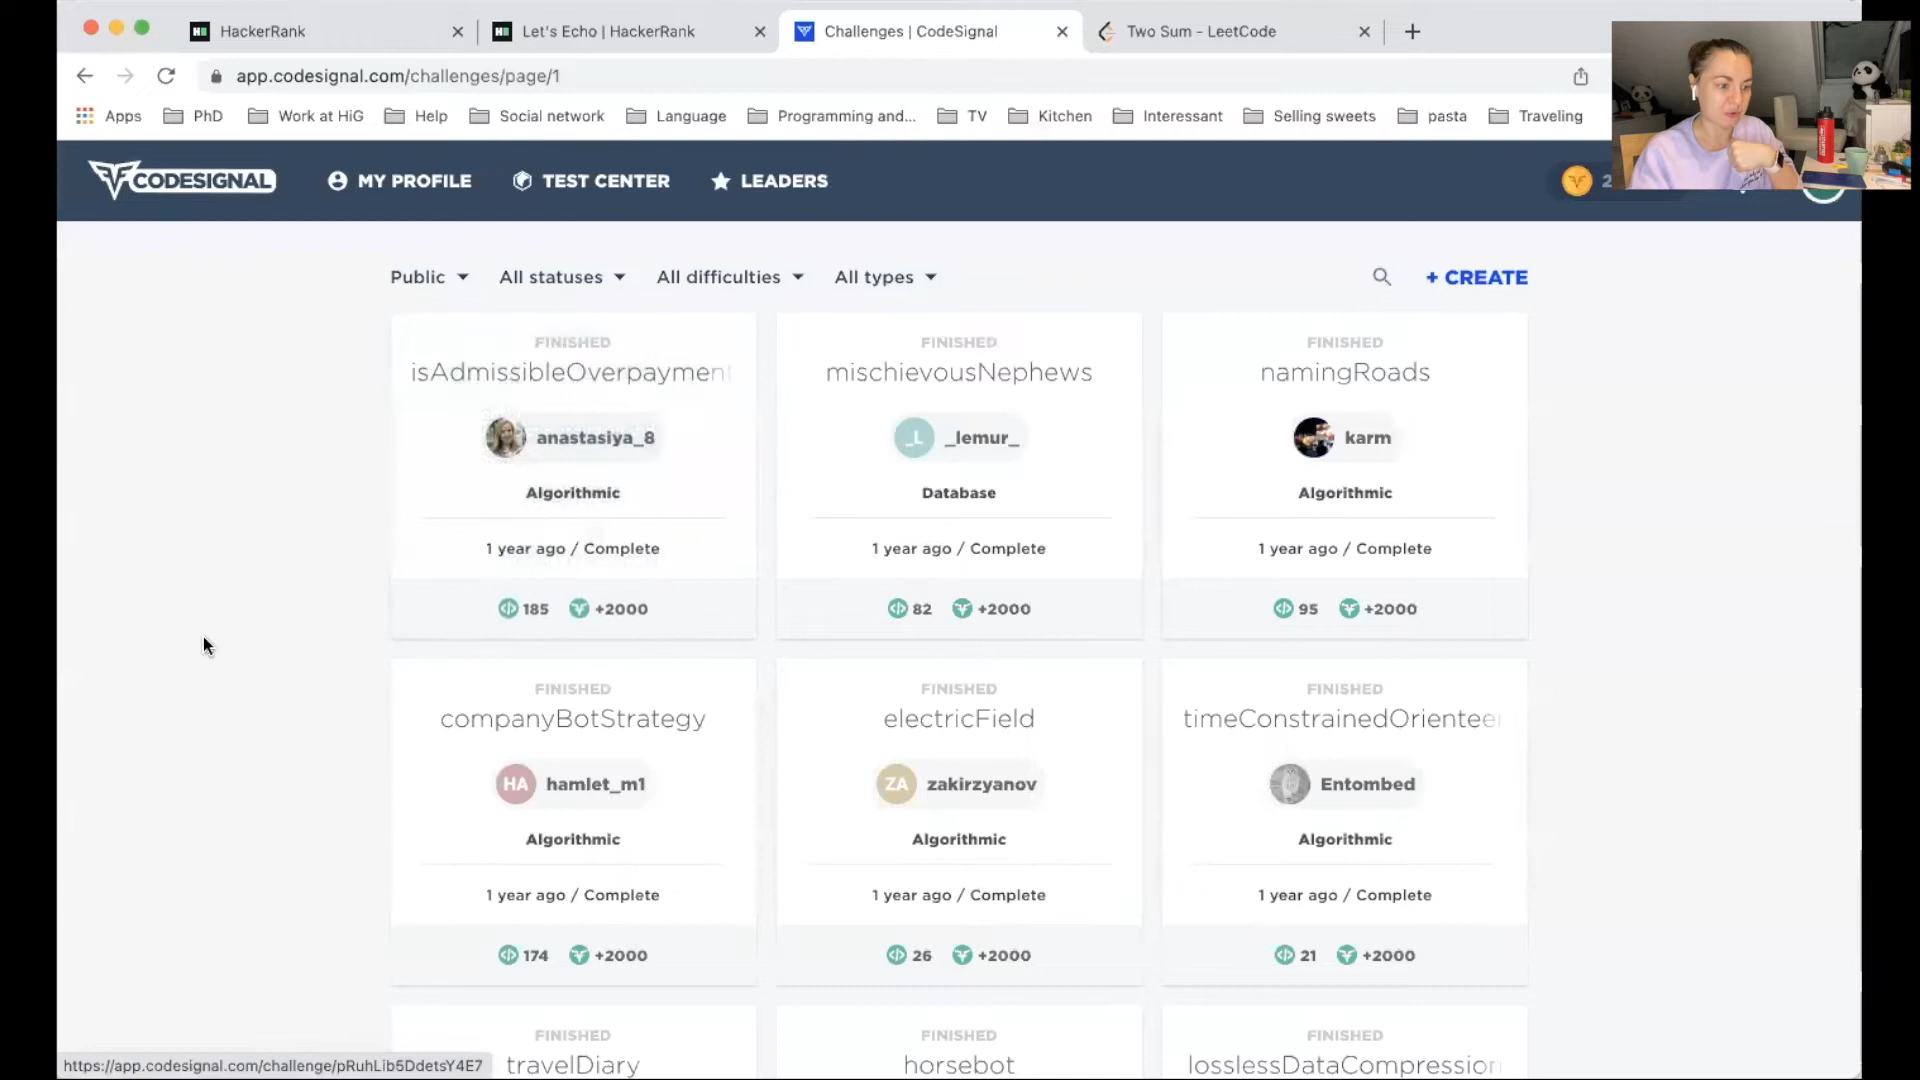 HackerRank
Let's Echo | HackerRank
Challenges | CodeSignal
Two Sum - LeetCode
app.codesignal.com/challenges/page/1
Apps
PhD
Work at HiG
Help
Social network
Language
Programming and...
TV
Kitchen
Interessant
Selling sweets
pasta
Traveling
CODESIGNAL
MY PROFILE
TEST CENTER
LEADERS
2
Public
All statuses
All difficulties
All types
+ CREATE
FINISHED
isAdmissibleOverpayment
anastasiya_8
Algorithmic
1 year ago / Complete
185
+2000
FINISHED
mischievousNephews
_L
_lemur_
Database
1 year ago / Complete
82
+2000
FINISHED
namingRoads
karm
Algorithmic
1 year ago / Complete
95
+2000
FINISHED
companyBotStrategy
HA
hamlet_m1
Algorithmic
1 year ago / Complete
174
+2000
FINISHED
electricField
ZA
zakirzyanov
Algorithmic
1 year ago / Complete
26
+2000
FINISHED
timeConstrainedOrienteer
Entombed
Algorithmic
1 year ago / Complete
21
+2000
FINISHED
travelDiary
FINISHED
horsebot
FINISHED
losslessDataCompression
https://app.codesignal.com/challenge/pRuhLib5DdetsY4E7